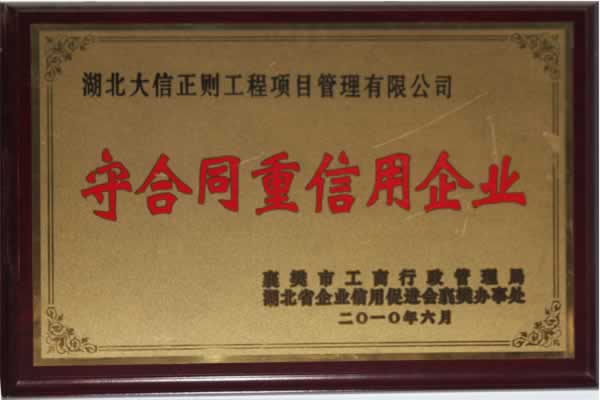 湖北大信正则工程项目管理有限公司
守合同重信用企业
襄樊市工商行政管理局
湖北省企业信用促进会襄樊办事处
二○一○年六月